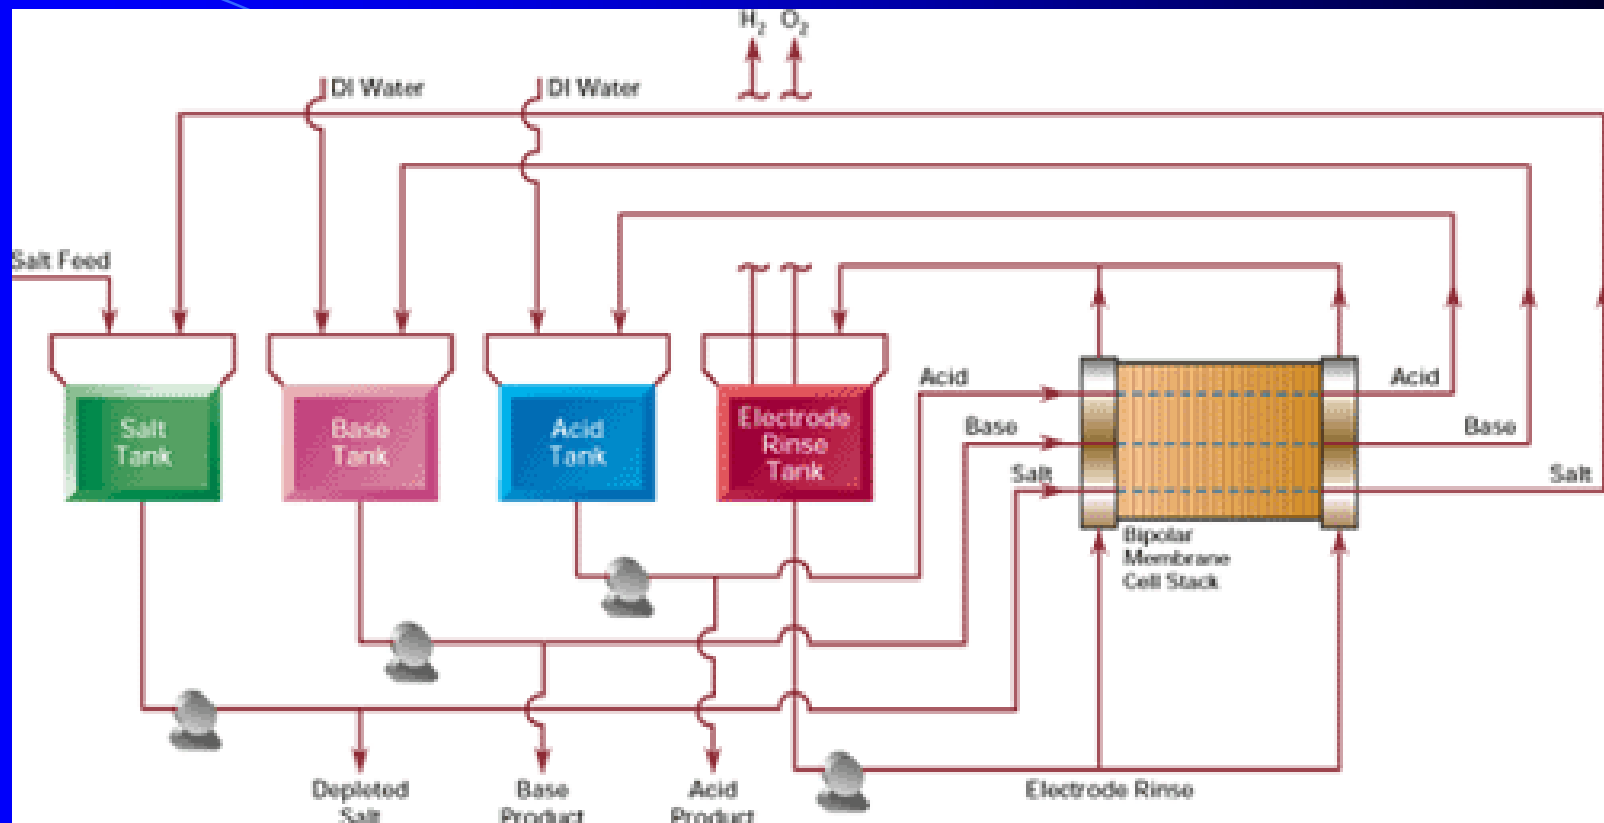 H2 O2
DI Water
DI Water
Salt Feed
Salt
Tank
Base
Tank
Acid
Tank
Electrode
Rinse
Tank
Acid
Base
Salt
Acid
Base
Salt
Bipolar
Membrane
Cell Stack
Depleted
Salt
Base
Product
Acid
Product
Electrode Rinse